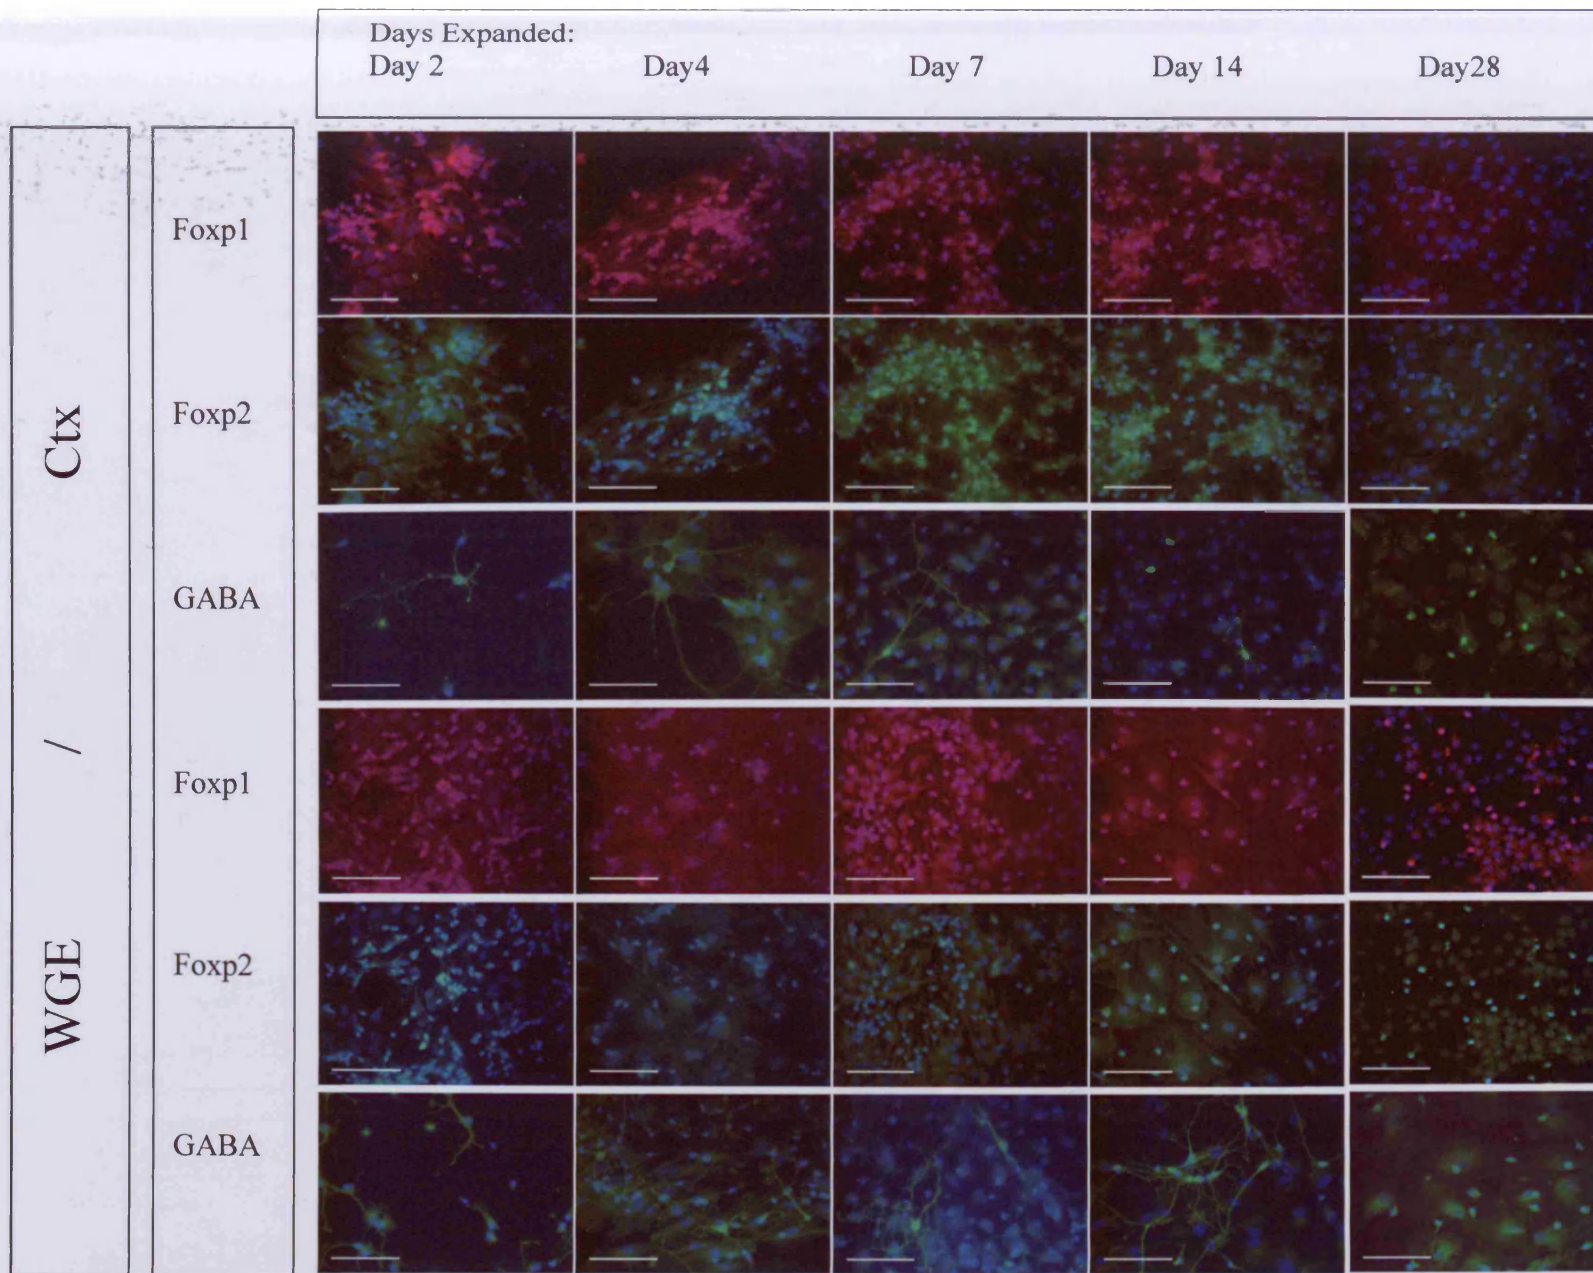 Days Expanded:
Day 2 Day4 Day 7 Day 14 Day28
Ctx / WGE
Foxp1
Foxp2
GABA
Foxp1
Foxp2
GABA